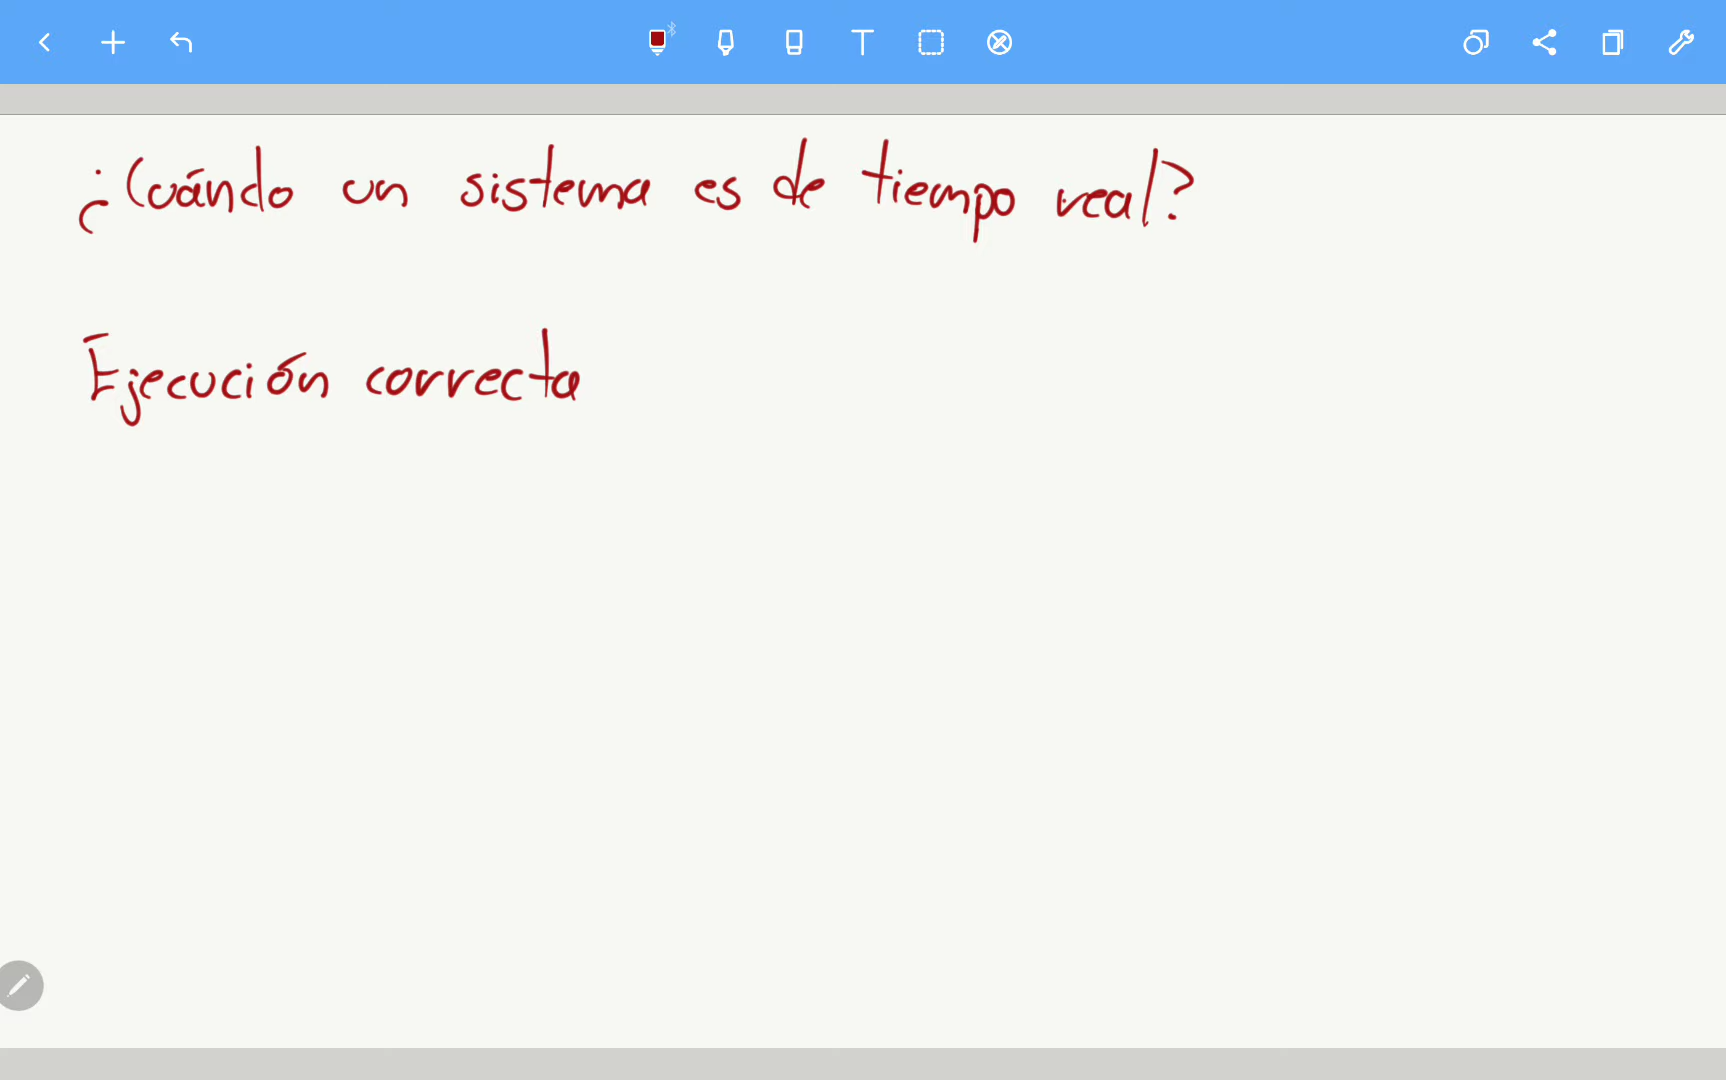 ¿Cuándo un sistema es de tiempo real?
Ejecución correcta